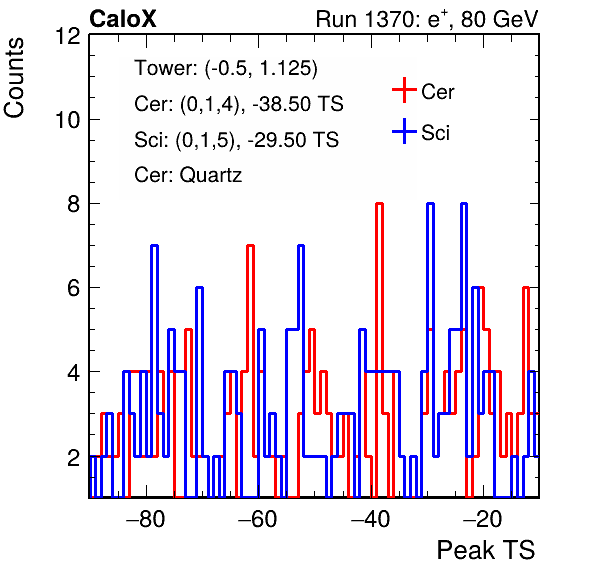 CaloX Run 1370: e⁺, 80 GeV
Counts
12
10
8
6
4
2
Tower: (-0.5, 1.125)
Cer: (0,1,4), -38.50 TS
Sci: (0,1,5), -29.50 TS
Cer: Quartz
Cer
Sci
−80 −60 −40 −20
Peak TS